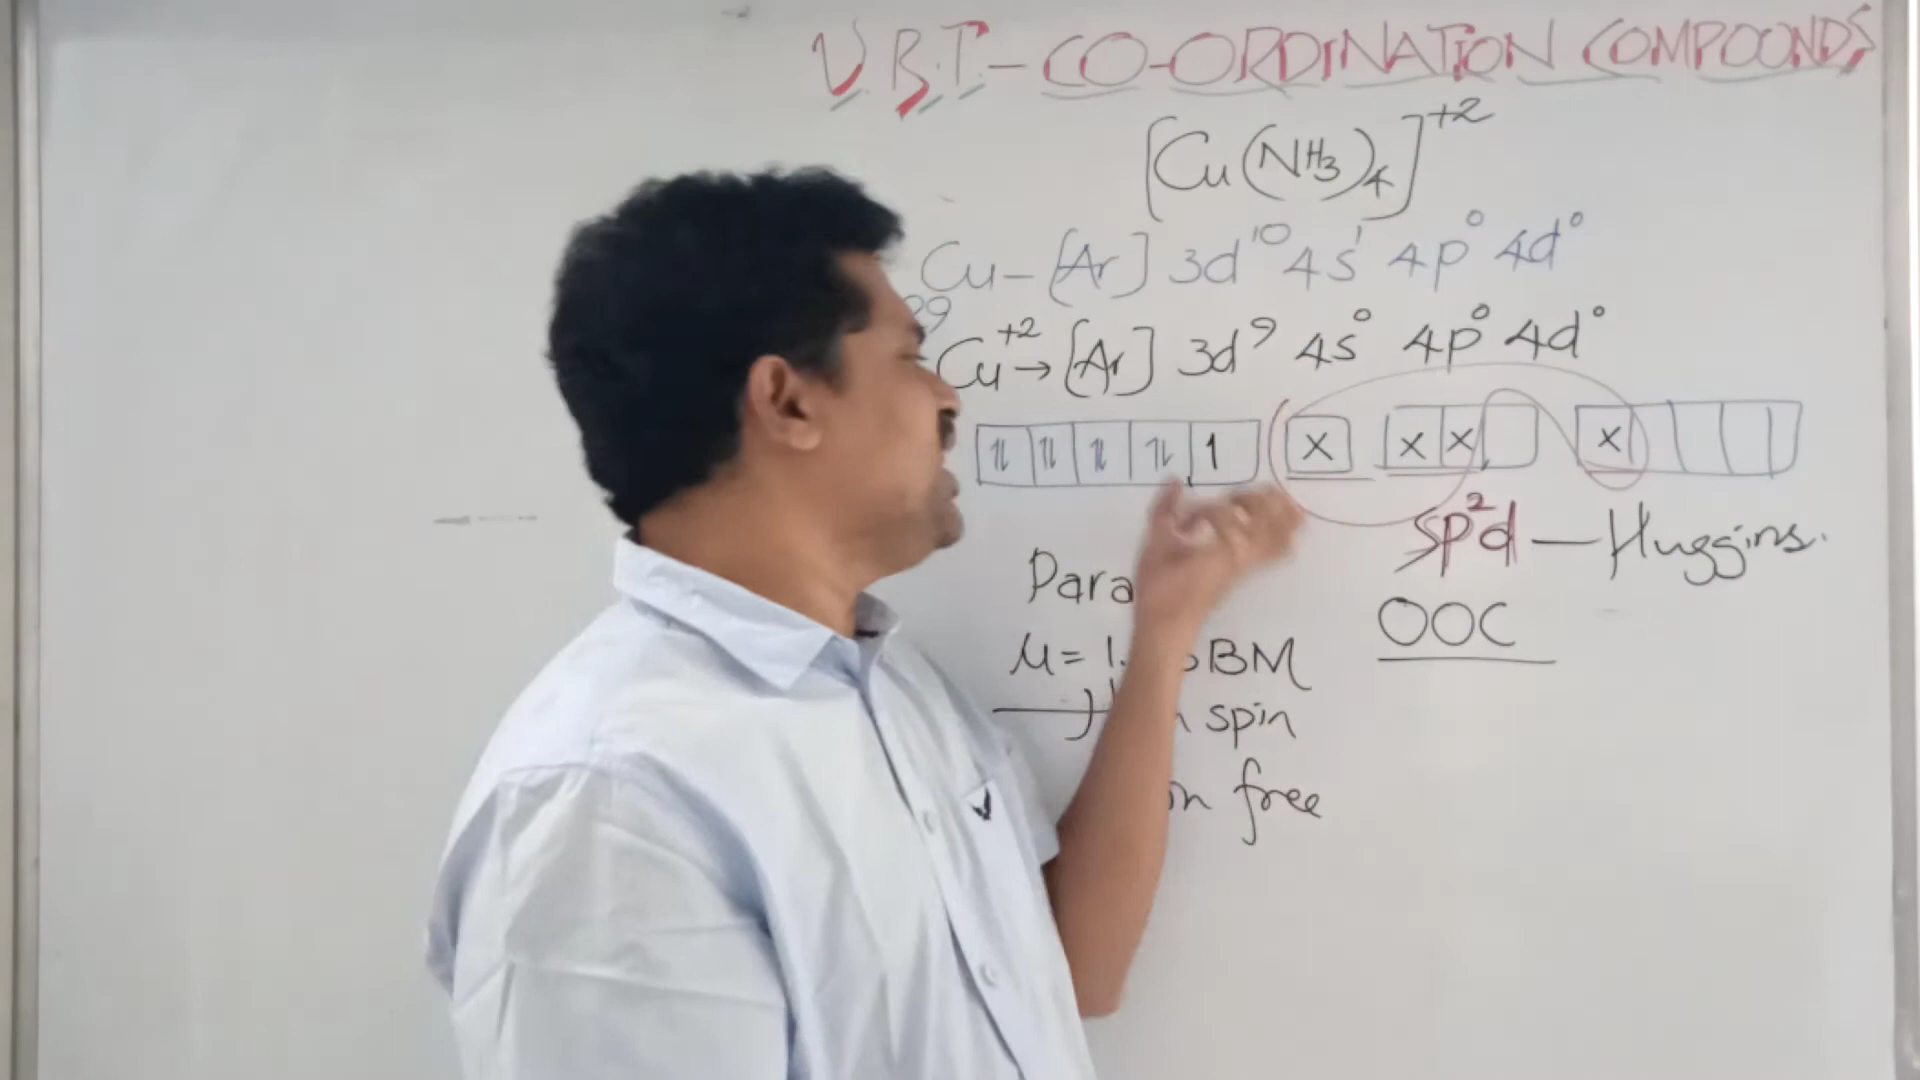 V.B.T.- CO-ORDINATION COMPOUNDS
[Cu(NH3)4]+2
Cu - [Ar] 3d10 4s1 4p0 4d0
29
Cu+2 → [Ar] 3d9 4s0 4p0 4d0
⥮ ⥮ ⥮ ⥮ 1 X X X X
sp2d - Huggins.
Para
OOC
μ = 1. BM
spin
free